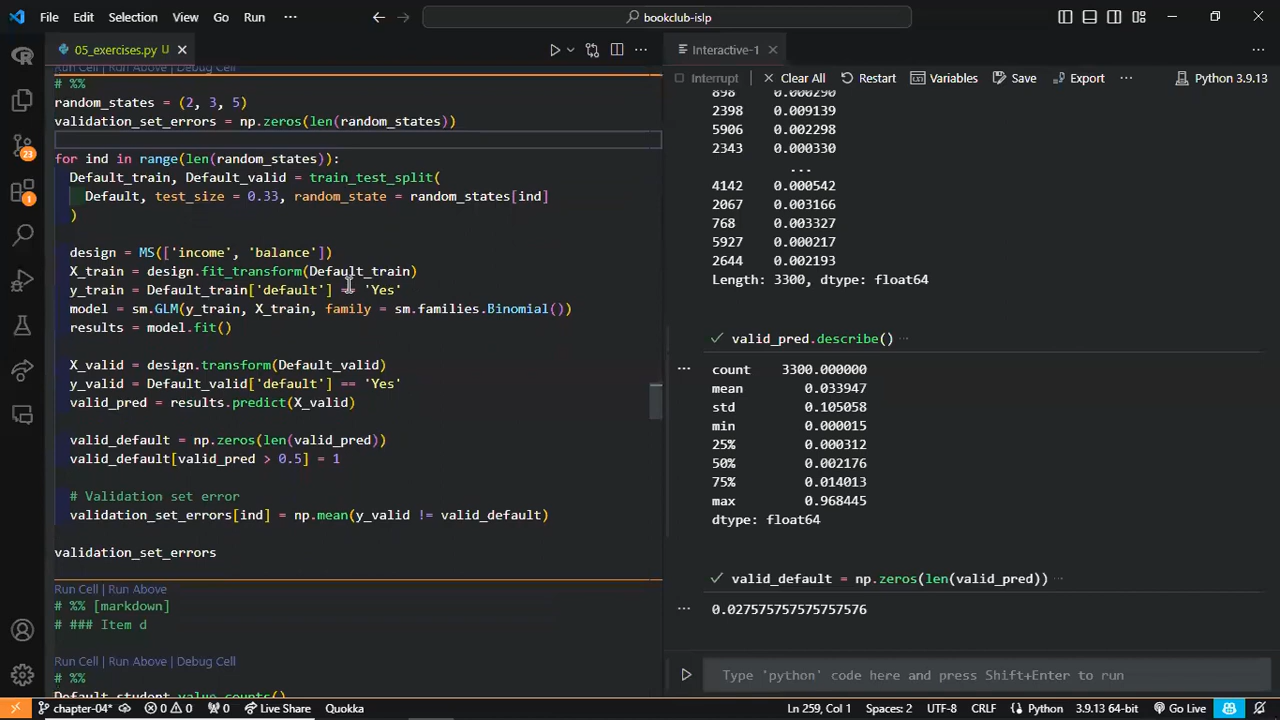 File Edit Selection View Go Run ··· bookclub-islp
05_exercises.py U
Interactive-1
Run Cell | Run Above | Debug Cell
# %%
random_states = (2, 3, 5)
validation_set_errors = np.zeros(len(random_states))
for ind in range(len(random_states)):
Default_train, Default_valid = train_test_split(
Default, test_size = 0.33, random_state = random_states[ind]
)
design = MS(['income', 'balance'])
X_train = design.fit_transform(Default_train)
y_train = Default_train['default'] == 'Yes'
model = sm.GLM(y_train, X_train, family = sm.families.Binomial())
results = model.fit()
X_valid = design.transform(Default_valid)
y_valid = Default_valid['default'] == 'Yes'
valid_pred = results.predict(X_valid)
valid_default = np.zeros(len(valid_pred))
valid_default[valid_pred > 0.5] = 1
# Validation set error
validation_set_errors[ind] = np.mean(y_valid != valid_default)
validation_set_errors
Run Cell | Run Above
# %% [markdown]
# ### Item d
Run Cell | Run Above | Debug Cell
# %%
Default.student.value_counts()
Interrupt Clear All Restart Variables Save Export ··· Python 3.9.13
898 0.000290
2398 0.009139
5906 0.002298
2343 0.000330
...
4142 0.000542
2067 0.003166
768 0.003327
5927 0.000217
2644 0.002193
Length: 3300, dtype: float64
valid_pred.describe() ···
count 3300.000000
mean 0.033947
std 0.105058
min 0.000015
25% 0.000312
50% 0.002176
75% 0.014013
max 0.968445
dtype: float64
valid_default = np.zeros(len(valid_pred)) ···
0.027575757575757576
Type 'python' code here and press Shift+Enter to run
23
1
chapter-04* 0 0 Live Share Quokka Ln 259, Col 1 Spaces: 2 UTF-8 CRLF Python 3.9.13 Go Live